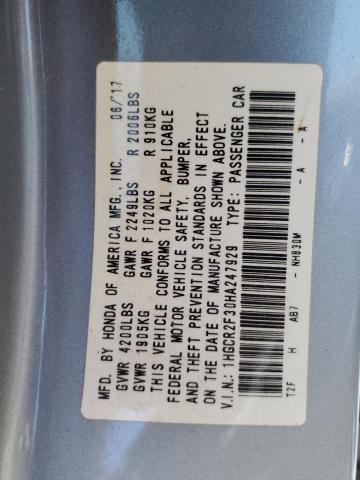 MFD. BY HONDA OF AMERICA MFG., INC. 06/'17
GVWR 4200LBS GAWR F 2249LBS R 2006LBS
GVWR 1905KG GAWR F 1020KG R 910KG
THIS VEHICLE CONFORMS TO ALL APPLICABLE
FEDERAL MOTOR VEHICLE SAFETY, BUMPER,
AND THEFT PREVENTION STANDARDS IN EFFECT
ON THE DATE OF MANUFACTURE SHOWN ABOVE.
V.I.N.: 1HGCR2F30HA247929 TYPE: PASSENGER CAR
T2F H AB7 - NH830M - A - A